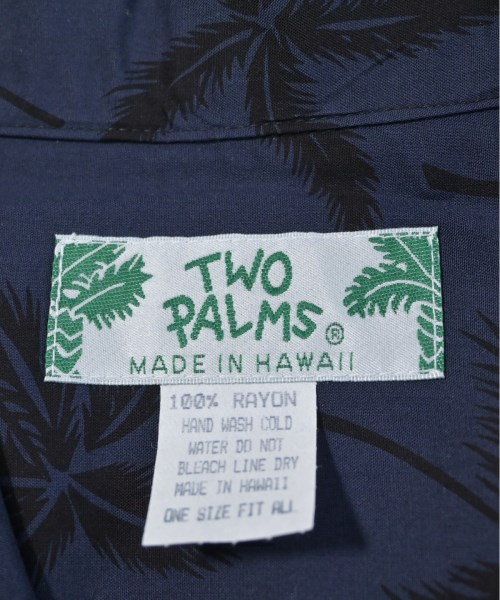 TWO
PALMS®
MADE IN HAWAII
100% RAYON
HAND WASH COLD
WATER DO NOT
BLEACH LINE DRY
MADE IN HAWAII
ONE SIZE FIT ALL